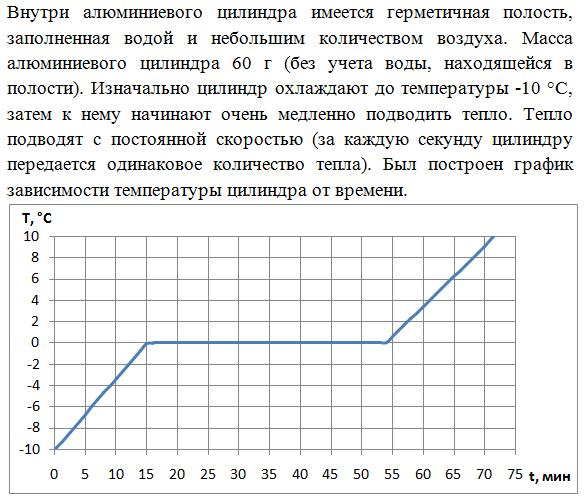 Внутри алюминиевого цилиндра имеется герметичная полость,
заполненная водой и небольшим количеством воздуха. Масса
алюминиевого цилиндра 60 г (без учета воды, находящейся в
полости). Изначально цилиндр охлаждают до температуры -10 °С,
затем к нему начинают очень медленно подводить тепло. Тепло
подводят с постоянной скоростью (за каждую секунду цилиндру
передается одинаковое количество тепла). Был построен график
зависимости температуры цилиндра от времени.
T, °C
10
8
6
4
2
0
-2
-4
-6
-8
-10
0 5 10 15 20 25 30 35 40 45 50 55 60 65 70 75 t, мин